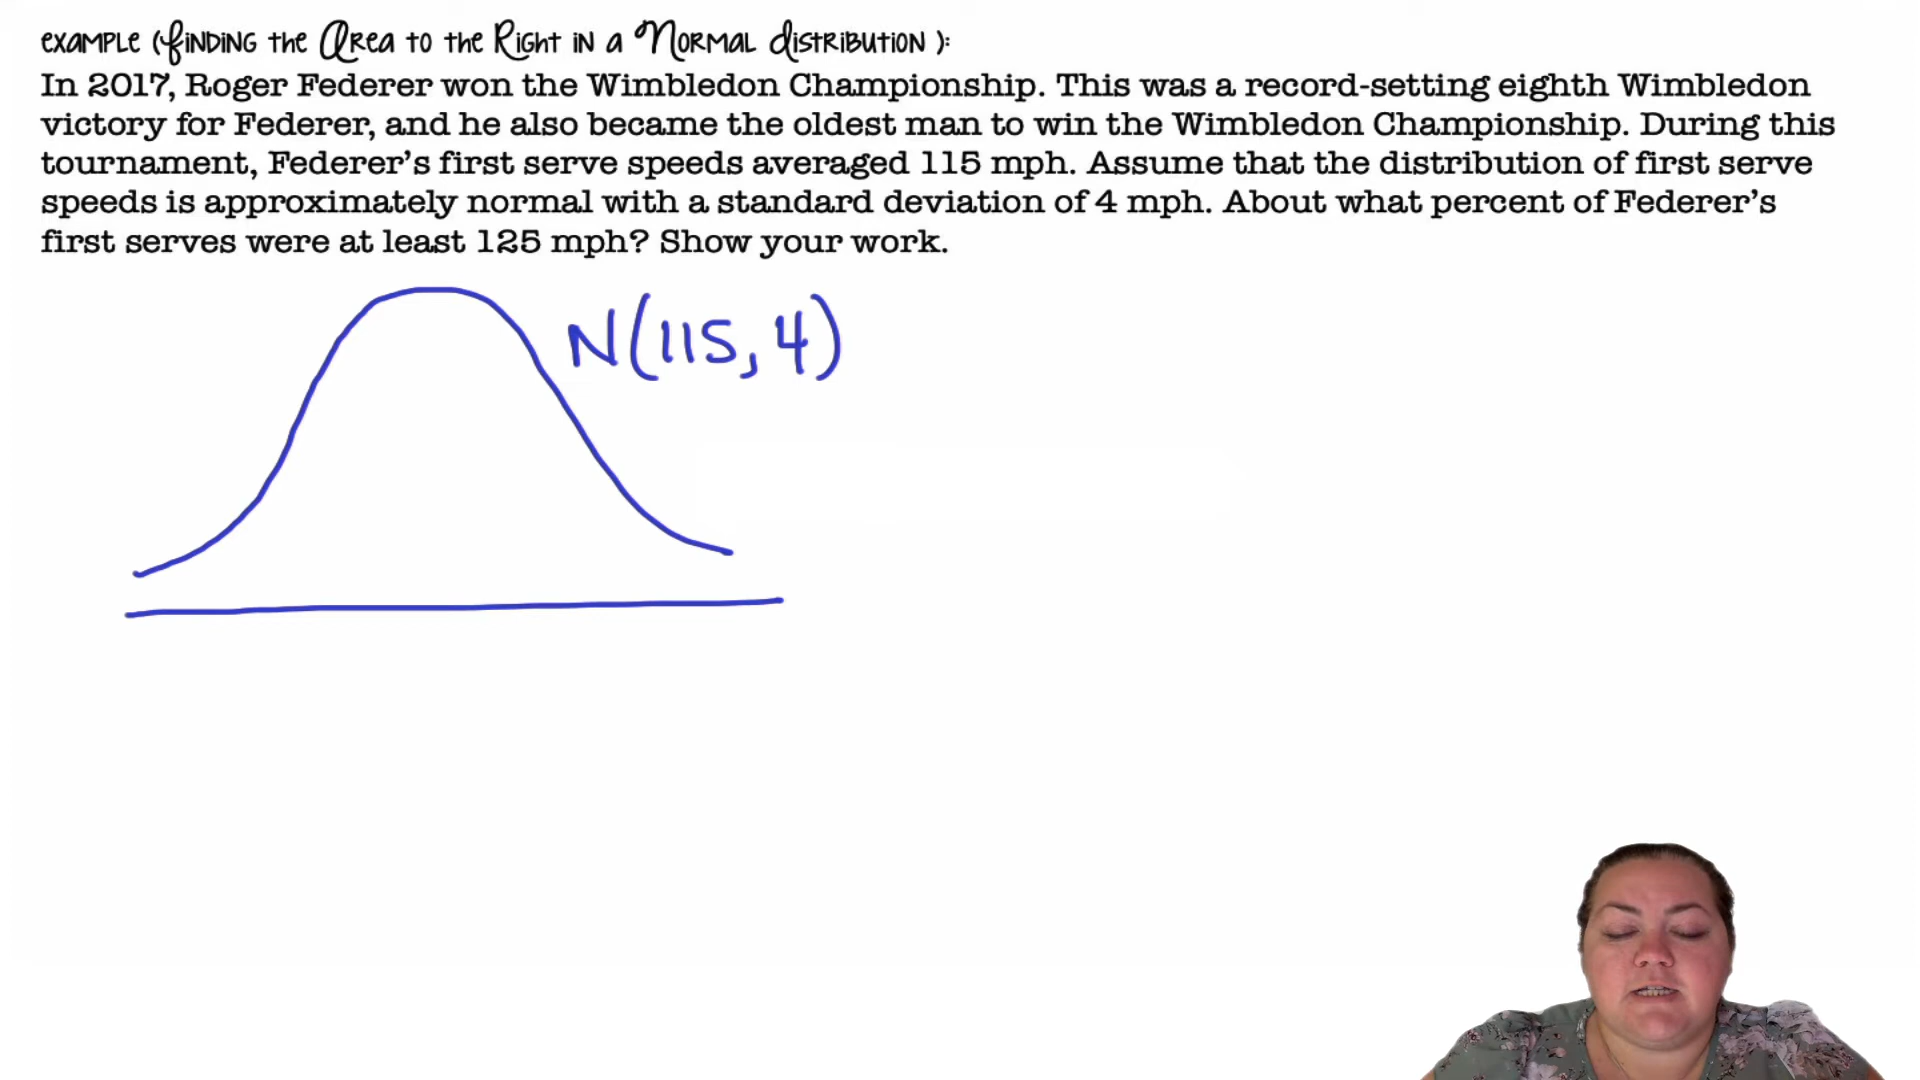 example (Finding the Area to the Right in a Normal Distribution ):
In 2017, Roger Federer won the Wimbledon Championship. This was a record-setting eighth Wimbledon
victory for Federer, and he also became the oldest man to win the Wimbledon Championship. During this
tournament, Federer's first serve speeds averaged 115 mph. Assume that the distribution of first serve
speeds is approximately normal with a standard deviation of 4 mph. About what percent of Federer's
first serves were at least 125 mph? Show your work.
N(115, 4)